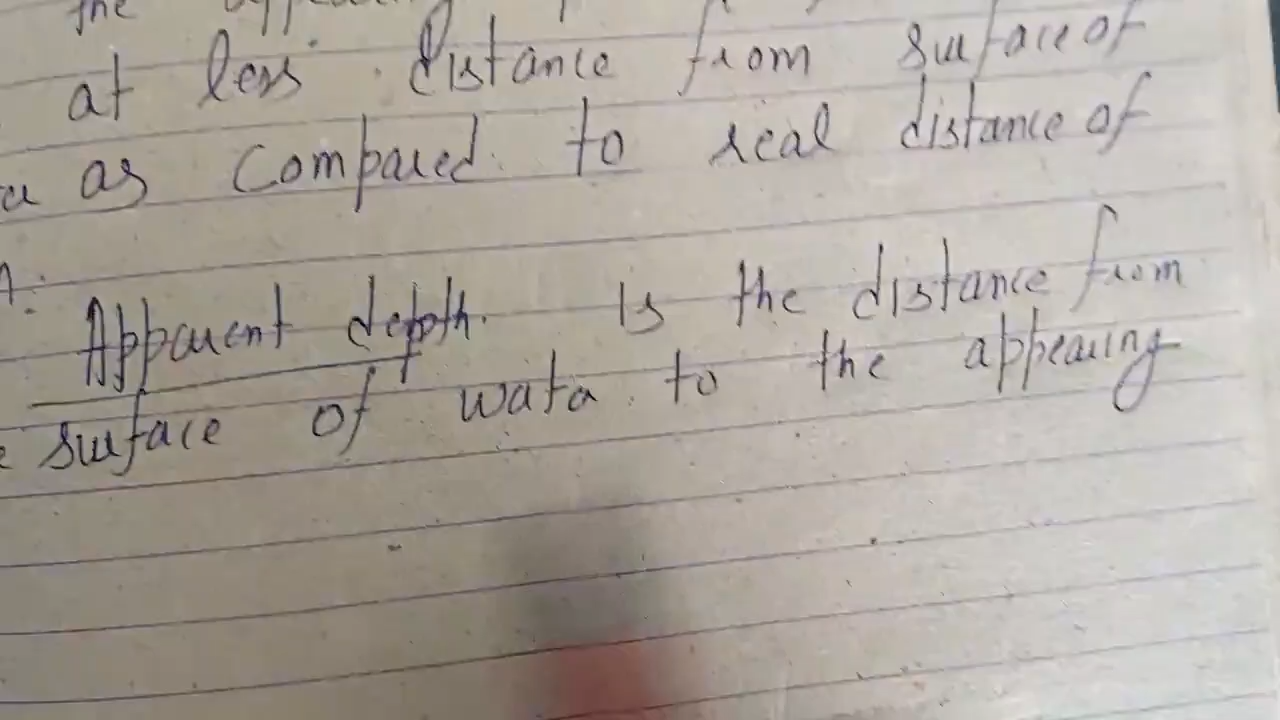 the
at less distance from surface of
as compared to real distance of
Apparent depth. is the distance from
surface of water to the appearing